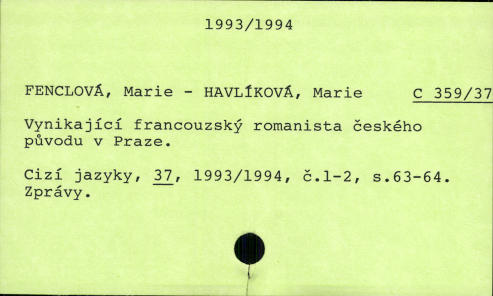 1993/1994
FENCLOVÁ, Marie - HAVLÍKOVÁ, Marie C 359/37
Vynikající francouzský romanista českého
původu v Praze.
Cizí jazyky, 37, 1993/1994, č.1-2, s.63-64.
Zprávy.